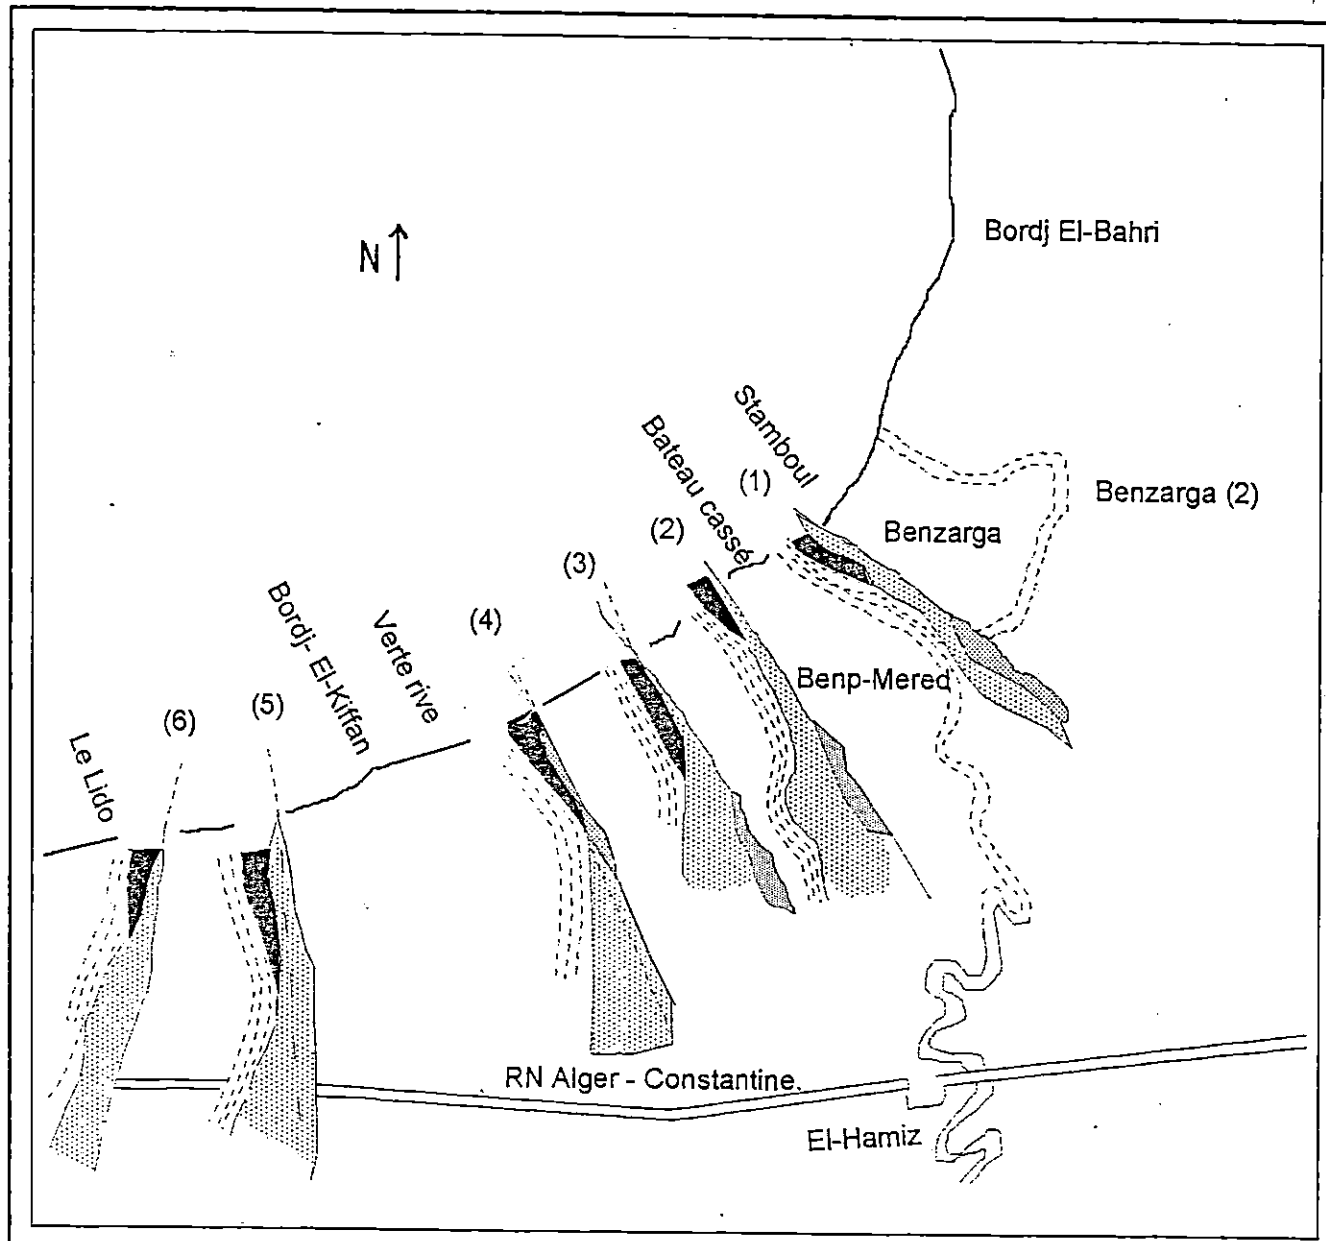 Bordj El-Bahri
N
Stamboul
Bateau cassé
(1)
Benzarga (2)
Benzarga
(2)
(3)
Benp-Mered
(4)
Verte rive
Bordj- El-Kiffan
(5)
(6)
Le Lido
RN Alger - Constantine.
El-Hamiz